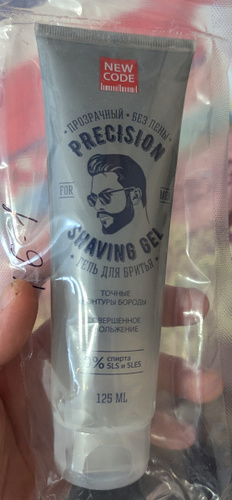 NEW
CODE
ПРОЗРАЧНЫЙ • БЕЗ ПЕНЫ
PRECISION
FOR
SHAVING GEL
ГЕЛЬ ДЛЯ БРИТЬЯ
ТОЧНЫЕ
КОНТУРЫ БОРОДЫ
СОВЕРШЕННОЕ
СКОЛЬЖЕНИЕ
спирта
SLS и SLES
125 ML